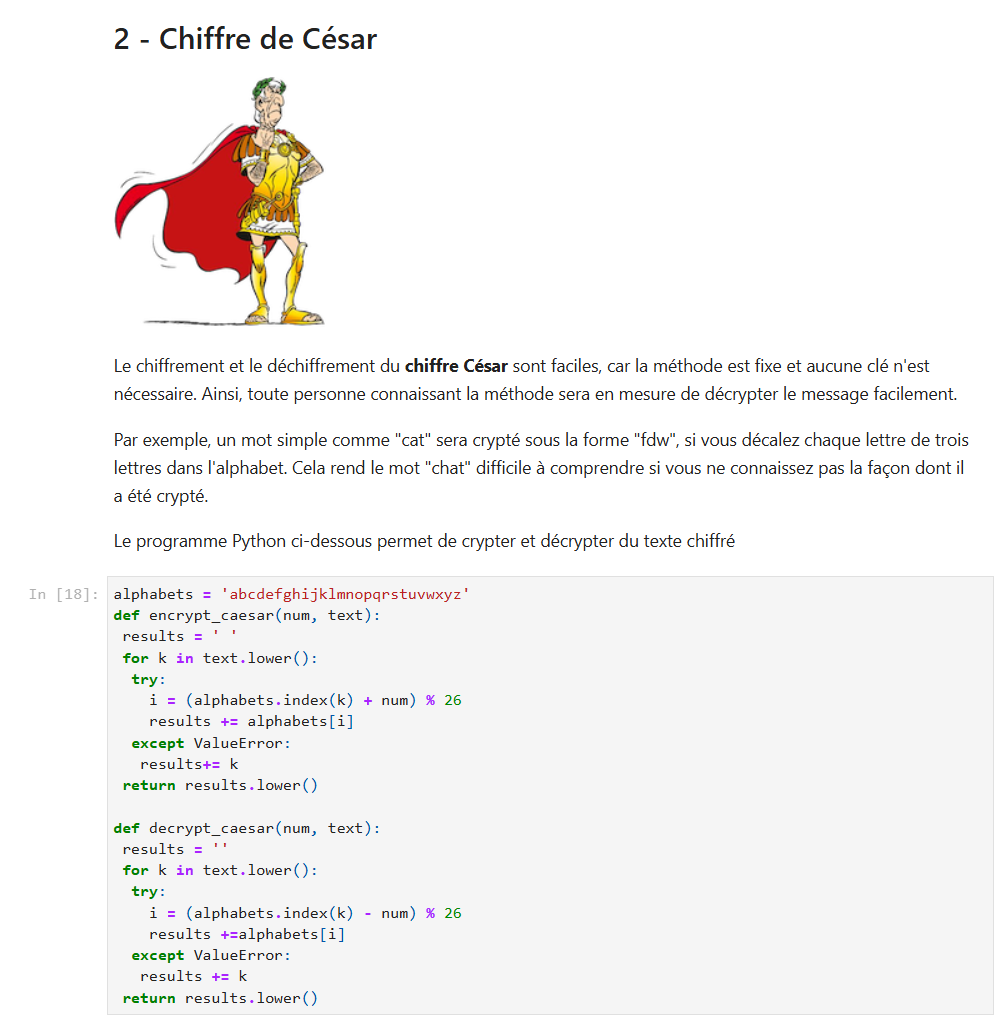 2 - Chiffre de César
Le chiffrement et le déchiffrement du chiffre César sont faciles, car la méthode est fixe et aucune clé n'est
nécessaire. Ainsi, toute personne connaissant la méthode sera en mesure de décrypter le message facilement.
Par exemple, un mot simple comme "cat" sera crypté sous la forme "fdw", si vous décalez chaque lettre de trois
lettres dans l'alphabet. Cela rend le mot "chat" difficile à comprendre si vous ne connaissez pas la façon dont il
a été crypté.
Le programme Python ci-dessous permet de crypter et décrypter du texte chiffré
In [18]: alphabets = 'abcdefghijklmnopqrstuvwxyz'
def encrypt_caesar(num, text):
 results = ' '
 for k in text.lower():
  try:
    i = (alphabets.index(k) + num) % 26
    results += alphabets[i]
  except ValueError:
   results+= k
 return results.lower()

def decrypt_caesar(num, text):
 results = ''
 for k in text.lower():
  try:
    i = (alphabets.index(k) - num) % 26
    results +=alphabets[i]
  except ValueError:
   results += k
 return results.lower()